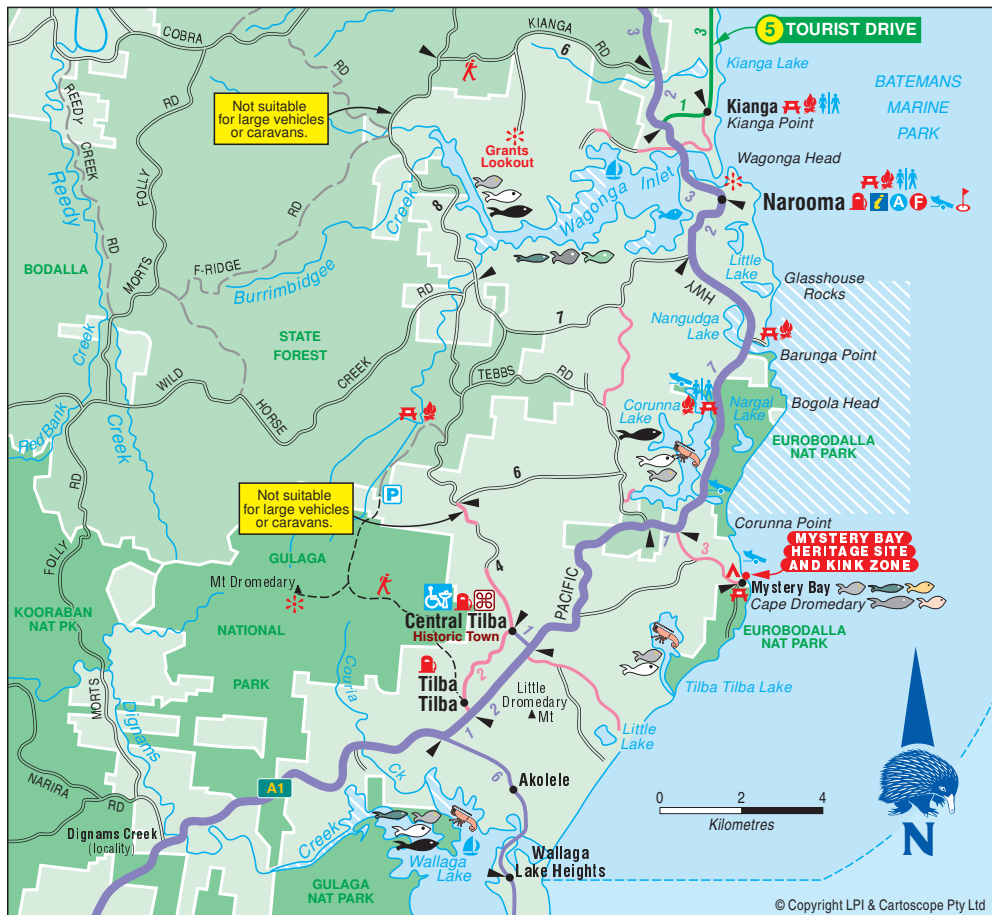 COBRA
KIANGA
RD
6
3
3
5 TOURIST DRIVE
Kianga Lake
BATEMANS
MARINE
PARK
RD
REEDY
CREEK
RD
RD
FOLLY
MORTS
Not suitable
for large vehicles
or caravans.
2
1
Kianga
Kianga Point
Grants
Lookout
Wagonga Head
Reedy
Creek
8
Wagonga Inlet
3
Narooma
i A F
2
RD
F-RIDGE
Burrimbidgee
Creek
BODALLA
Little
Lake
Glasshouse
Rocks
HWY
RD
7
Nangudga
Lake
STATE
FOREST
Barunga Point
Creek
WILD
HORSE
CREEK
TEBBS
RD
7
Corunna
Lake
Nargal
Lake
Bogola Head
Red Bank
Creek
EUROBODALLA
NAT PARK
RD
P
6
Not suitable
for large vehicles
or caravans.
FOLLY
Corunna Point
1
3
MYSTERY BAY
HERITAGE SITE
AND KINK ZONE
GULAGA
4
Mt Dromedary
Mystery Bay
Cape Dromedary
PACIFIC
KOORABAN
NAT PK
NATIONAL
PARK
Central Tilba
Historic Town
1
EUROBODALLA
NAT PARK
Couria
Ck
Tilba
Tilba
2
Little
Dromedary
Mt
Tilba Tilba Lake
MORTS
Dignams
2
1
Little
Lake
6
Akolele
A1
NARIRA
RD
0 2 4
Kilometres
Dignams Creek
(locality)
Creek
Wallaga
Lake
Wallaga
Lake Heights
N
GULAGA
NAT PARK
© Copyright LPI & Cartoscope Pty Ltd